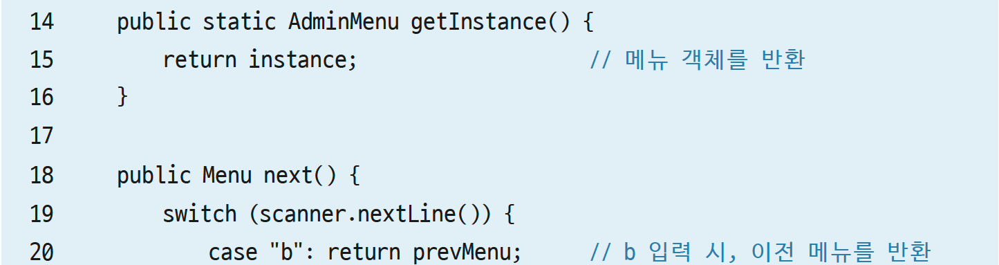 14 public static AdminMenu getInstance() {
15 return instance; // 메뉴 객체를 반환
16 }
17
18 public Menu next() {
19 switch (scanner.nextLine()) {
20 case "b": return prevMenu; // b 입력 시, 이전 메뉴를 반환